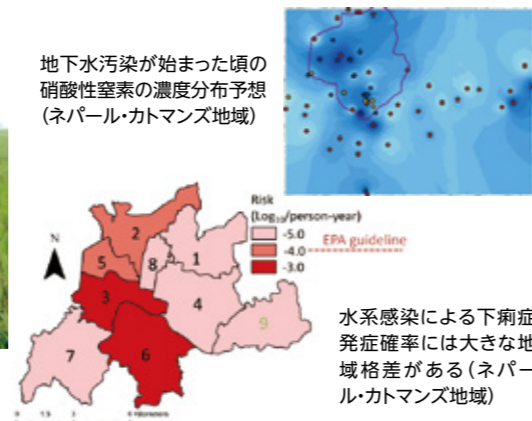 地下水汚染が始まった頃の
硝酸性窒素の濃度分布予想
（ネパール・カトマンズ地域）
Risk
(Log10/person-year)
-5.0
-4.0
EPA guideline
-3.0
N
2
1
5
8
3
4
9
7
6
水系感染による下痢症
発症確率には大きな地
域格差がある（ネパー
ル・カトマンズ地域）